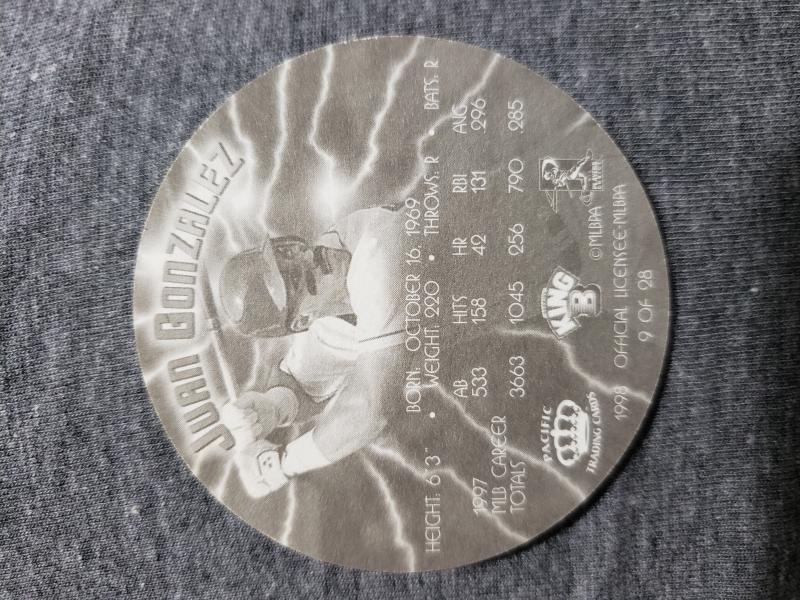 JUAN GONZALEZ
BORN: OCTOBER 16, 1969
HEIGHT: 6'3" • WEIGHT: 220 • THROWS: R • BATS: R
AB HITS HR RBI AVG
1997 533 158 42 131 .296
MLB CAREER
TOTALS 3663 1045 256 790 .285
PACIFIC
TRADING CARDS
KING B
©MLBPA
1998 OFFICIAL LICENSEE-MLBPA
9 OF 28